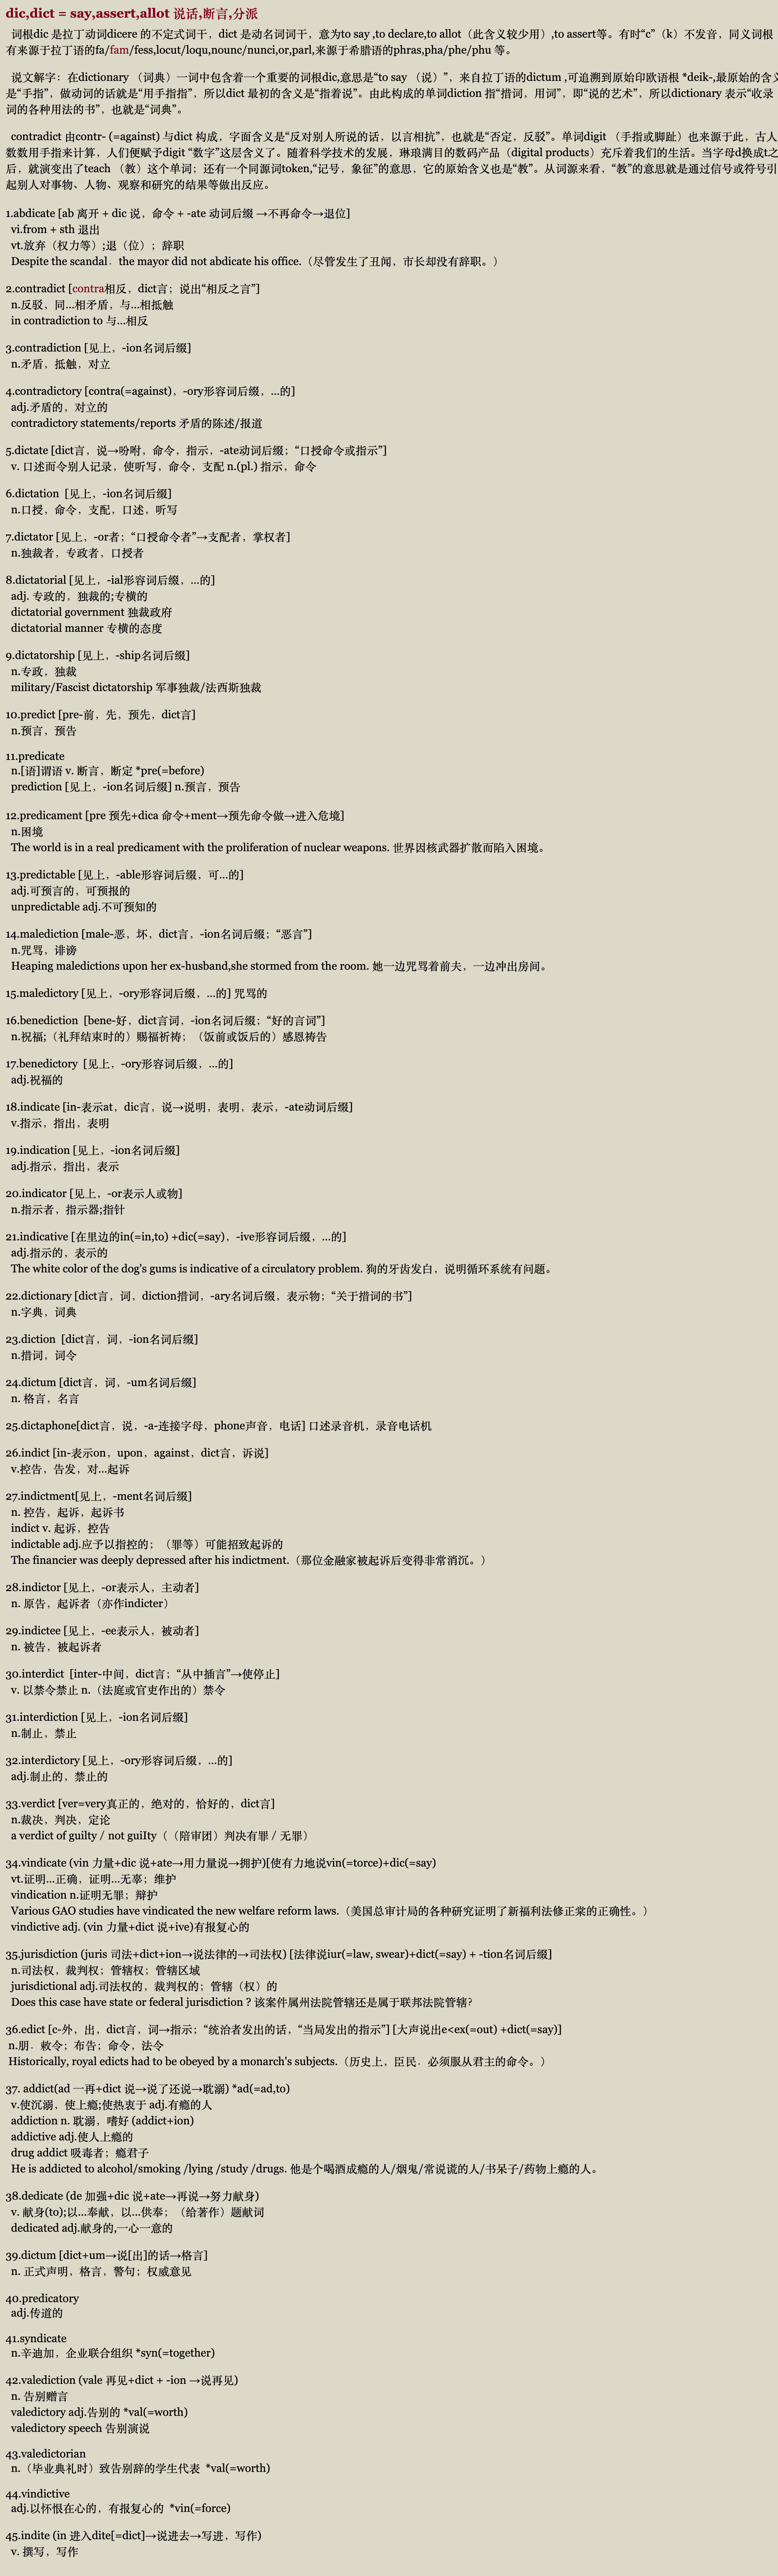 dic,dict = say,assert,allot 说话,断言,分派
词根dic 是拉丁动词dicere 的不定式词干，dict 是动名词词干，意为to say ,to declare,to allot（此含义较少用）,to assert等。有时“c”（k）不发音，同义词根
有来源于拉丁语的fa/fam/fess,locut/loqu,nounc/nunci,or,parl,来源于希腊语的phras,pha/phe/phu 等。
说文解字：在dictionary （词典）一词中包含着一个重要的词根dic,意思是“to say （说）”，来自拉丁语的dictum ,可追溯到原始印欧语根 *deik-,最原始的含义
是“手指”，做动词的话就是“用手指指”，所以dict 最初的含义是“指着说”。由此构成的单词diction 指“措词，用词”，即“说的艺术”，所以dictionary 表示“收录
词的各种用法的书”，也就是“词典”。
contradict 由contr- (=against) 与dict 构成，字面含义是“反对别人所说的话，以言相抗”，也就是“否定，反驳”。单词digit （手指或脚趾）也来源于此，古人
数数用手指来计算，人们便赋予digit “数字”这层含义了。随着科学技术的发展，琳琅满目的数码产品（digital products）充斥着我们的生活。当字母d换成t之
后，就演变出了teach （教）这个单词；还有一个同源词token,“记号，象征”的意思，它的原始含义也是“教”。从词源来看，“教”的意思就是通过信号或符号引
起别人对事物、人物、观察和研究的结果等做出反应。
1.abdicate [ab 离开 + dic 说，命令 + -ate 动词后缀 →不再命令→退位]
vi.from + sth 退出
vt.放弃（权力等）;退（位）；辞职
Despite the scandal﹒the mayor did not abdicate his office.（尽管发生了丑闻，市长却没有辞职。）
2.contradict [contra相反，dict言；说出“相反之言”]
n.反驳，同...相矛盾，与...相抵触
in contradiction to 与...相反
3.contradiction [见上，-ion名词后缀]
n.矛盾，抵触，对立
4.contradictory [contra(=against)，-ory形容词后缀，...的]
adj.矛盾的，对立的
contradictory statements/reports 矛盾的陈述/报道
5.dictate [dict言，说→吩咐，命令，指示，-ate动词后缀；“口授命令或指示”]
v. 口述而令别人记录，使听写，命令，支配 n.(pl.) 指示，命令
6.dictation [见上，-ion名词后缀]
n.口授，命令，支配，口述，听写
7.dictator [见上，-or者；“口授命令者”→支配者，掌权者]
n.独裁者，专政者，口授者
8.dictatorial [见上，-ial形容词后缀，...的]
adj. 专政的，独裁的;专横的
dictatorial government 独裁政府
dictatorial manner 专横的态度
9.dictatorship [见上，-ship名词后缀]
n.专政，独裁
military/Fascist dictatorship 军事独裁/法西斯独裁
10.predict [pre-前，先，预先，dict言]
n.预言，预告
11.predicate
n.[语]谓语 v. 断言，断定 *pre(=before)
prediction [见上，-ion名词后缀] n.预言，预告
12.predicament [pre 预先+dica 命令+ment→预先命令做→进入危境]
n.困境
The world is in a real predicament with the proliferation of nuclear weapons. 世界因核武器扩散而陷入困境。
13.predictable [见上，-able形容词后缀，可...的]
adj.可预言的，可预报的
unpredictable adj.不可预知的
14.malediction [male-恶，坏，dict言，-ion名词后缀；“恶言”]
n.咒骂，诽谤
Heaping maledictions upon her ex-husband,she stormed from the room. 她一边咒骂着前夫，一边冲出房间。
15.maledictory [见上，-ory形容词后缀，...的] 咒骂的
16.benediction [bene-好，dict言词，-ion名词后缀；“好的言词”]
n.祝福;（礼拜结束时的）赐福祈祷；（饭前或饭后的）感恩祷告
17.benedictory [见上，-ory形容词后缀，...的]
adj.祝福的
18.indicate [in-表示at，dic言，说→说明，表明，表示，-ate动词后缀]
v.指示，指出，表明
19.indication [见上，-ion名词后缀]
adj.指示，指出，表示
20.indicator [见上，-or表示人或物]
n.指示者，指示器;指针
21.indicative [在里边的in(=in,to) +dic(=say)，-ive形容词后缀，...的]
adj.指示的，表示的
The white color of the dog's gums is indicative of a circulatory problem. 狗的牙齿发白，说明循环系统有问题。
22.dictionary [dict言，词，diction措词，-ary名词后缀，表示物；“关于措词的书”]
n.字典，词典
23.diction [dict言，词，-ion名词后缀]
n.措词，词令
24.dictum [dict言，词，-um名词后缀]
n. 格言，名言
25.dictaphone[dict言，说，-a-连接字母，phone声音，电话] 口述录音机，录音电话机
26.indict [in-表示on，upon，against，dict言，诉说]
v.控告，告发，对...起诉
27.indictment[见上，-ment名词后缀]
n. 控告，起诉，起诉书
indict v. 起诉，控告
indictable adj.应予以指控的；（罪等）可能招致起诉的
The financier was deeply depressed after his indictment.（那位金融家被起诉后变得非常消沉。）
28.indictor [见上，-or表示人，主动者]
n. 原告，起诉者（亦作indicter）
29.indictee [见上，-ee表示人，被动者]
n. 被告，被起诉者
30.interdict [inter-中间，dict言；“从中插言”→使停止]
v. 以禁令禁止 n.（法庭或官吏作出的）禁令
31.interdiction [见上，-ion名词后缀]
n.制止，禁止
32.interdictory [见上，-ory形容词后缀，...的]
adj.制止的，禁止的
33.verdict [ver=very真正的，绝对的，恰好的，dict言]
n.裁决，判决，定论
a verdict of guilty / not guiIty（（陪审团）判决有罪 / 无罪）
34.vindicate (vin 力量+dic 说+ate→用力量说→拥护)[使有力地说vin(=torce)+dic(=say)
vt.证明...正确，证明...无辜；维护
vindication n.证明无罪；辩护
Various GAO studies have vindicated the new welfare reform laws.（美国总审计局的各种研究证明了新福利法修正案的正确性。）
vindictive adj. (vin 力量+dict 说+ive)有报复心的
35.jurisdiction (juris 司法+dict+ion→说法律的→司法权) [法律说iur(=law, swear)+dict(=say) + -tion名词后缀]
n.司法权，裁判权；管辖权；管辖区域
jurisdictional adj.司法权的，裁判权的；管辖（权）的
Does this case have state or federal jurisdiction ? 该案件属州法院管辖还是属于联邦法院管辖?
36.edict [c-外，出，dict言，词→指示；“统治者发出的话，“当局发出的指示”] [大声说出e<ex(=out) +dict(=say)]
n.朋﹒敕令；布告；命令，法令
Historically, royal edicts had to be obeyed by a monarch's subjects.（历史上，臣民﹒必须服从君主的命令。）
37. addict(ad 一再+dict 说→说了还说→耽溺) *ad(=ad,to)
v.使沉溺，使上瘾;使热衷于 adj.有瘾的人
addiction n. 耽溺，嗜好 (addict+ion)
addictive adj.使人上瘾的
drug addict 吸毒者；瘾君子
He is addicted to alcohol/smoking /lying /study /drugs. 他是个喝酒成瘾的人/烟鬼/常说谎的人/书呆子/药物上瘾的人。
38.dedicate (de 加强+dic 说+ate→再说→努力献身)
v. 献身(to);以...奉献，以...供奉；（给著作）题献词
dedicated adj.献身的,一心一意的
39.dictum [dict+um→说[出]的话→格言]
n. 正式声明，格言，警句；权威意见
40.predicatory
adj.传道的
41.syndicate
n.辛迪加，企业联合组织 *syn(=together)
42.valediction (vale 再见+dict + -ion →说再见)
n. 告别赠言
valedictory adj.告别的 *val(=worth)
valedictory speech 告别演说
43.valedictorian
n.（毕业典礼时）致告别辞的学生代表 *val(=worth)
44.vindictive
adj.以怀恨在心的，有报复心的 *vin(=force)
45.indite (in 进入dite[=dict]→说进去→写进，写作)
v. 撰写，写作